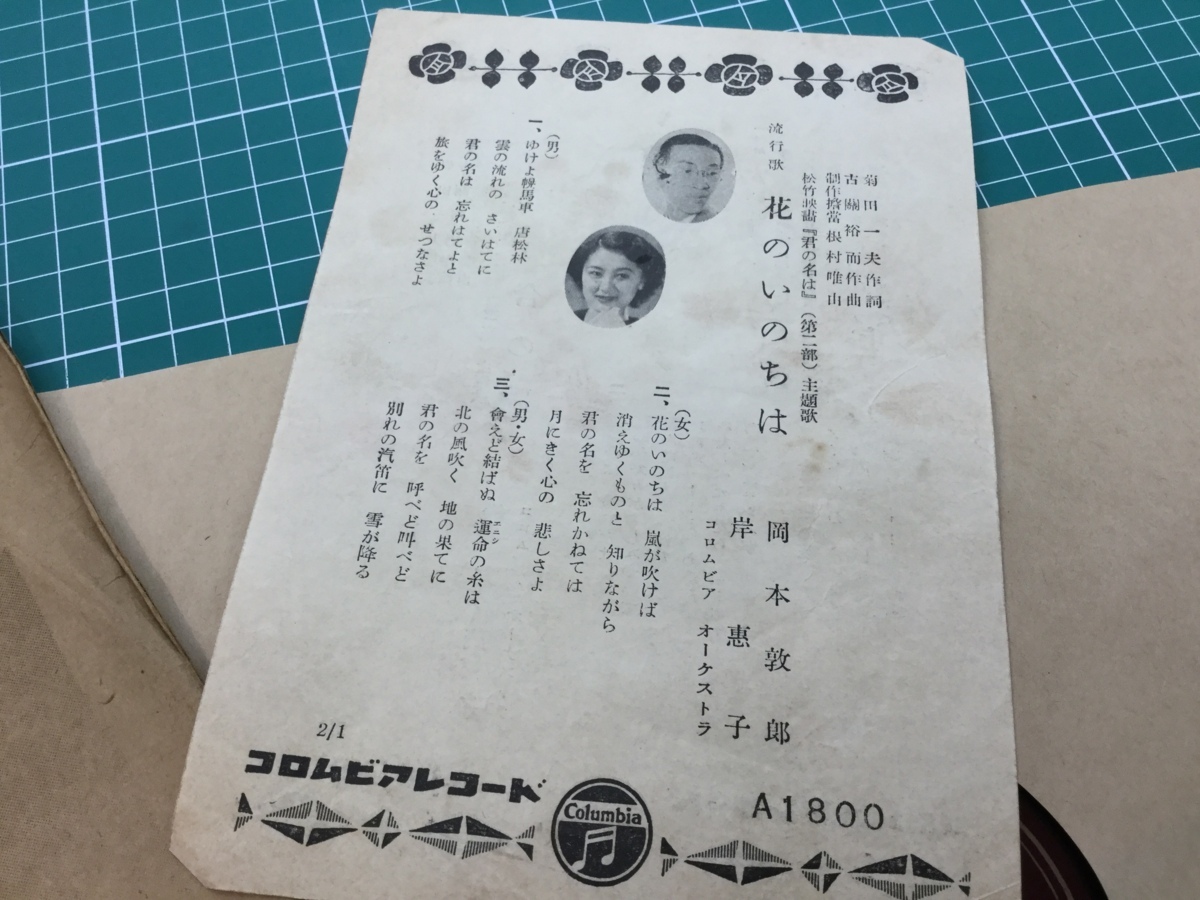 菊田一夫作詞
古關裕而作曲
制作擔當 根村唯山
松竹映畫『君の名は』(第二部)主題歌
流行歌 花のいのちは
岡本敦郎
岸惠子
コロムビア オーケストラ
一、(男)
ゆけよ幌馬車 唐松林
雲の流れの さいはてに
君の名は 忘れはてよと
旅をゆく心の せつなさよ
二、(女)
花のいのちは 嵐が吹けば
消えゆくものと 知りながら
君の名を 忘れかねては
月にきく心の 悲しさよ
三、(男・女)
會えど結ばぬ 運命の糸は
エニシ
北の風吹く 地の果てに
君の名を 呼べど叫べど
別れの汽笛に 雪が降る
2/1
コロムビアレコード
Columbia
A1800